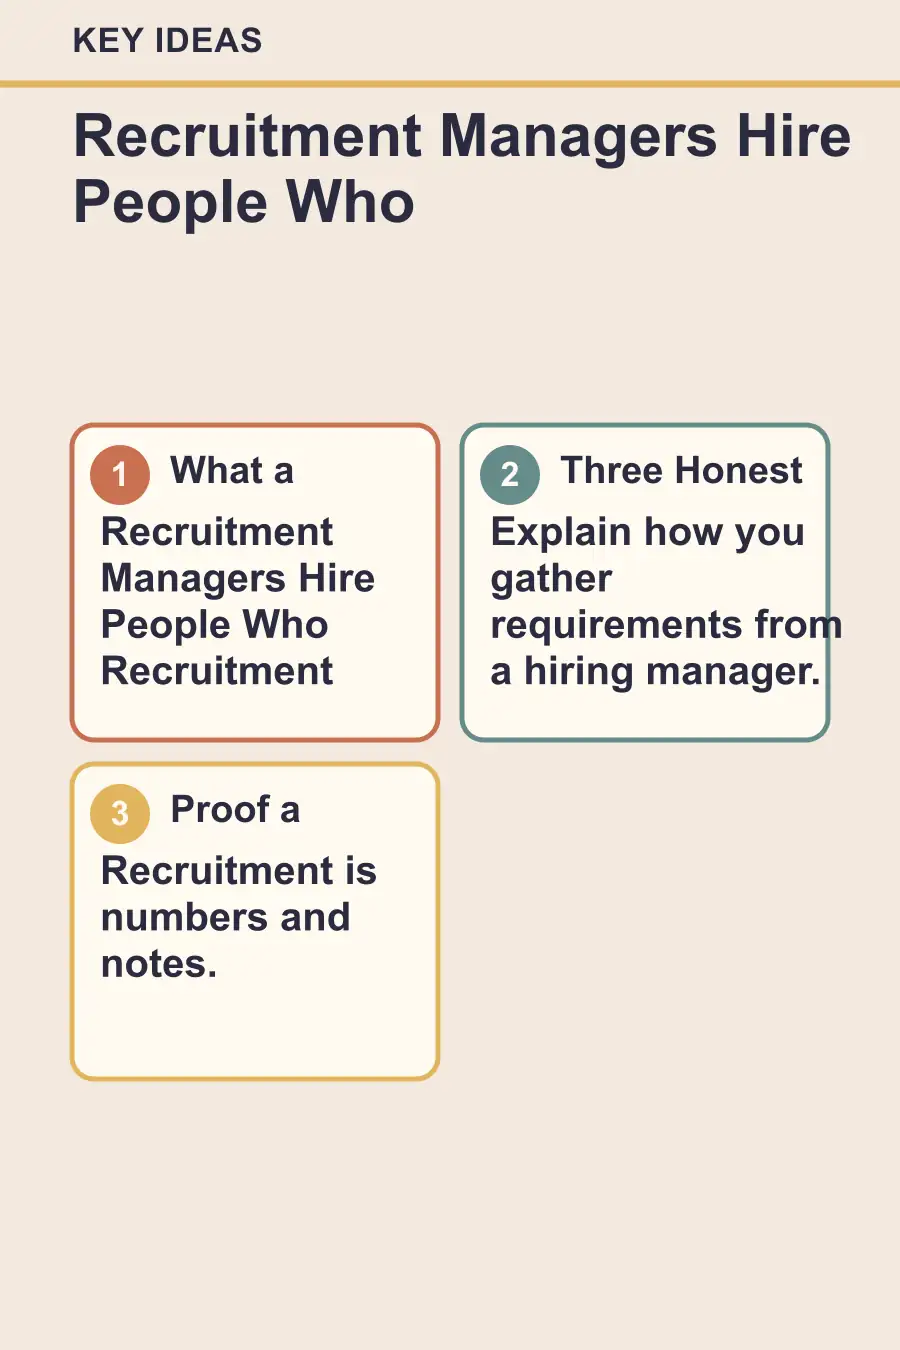 KEY IDEAS
Recruitment Managers Hire
People Who
1 What a
Recruitment
Managers Hire
People Who
Recruitment
2 Three Honest
Explain how you
gather
requirements from
a hiring manager.
3 Proof a
Recruitment is
numbers and
notes.